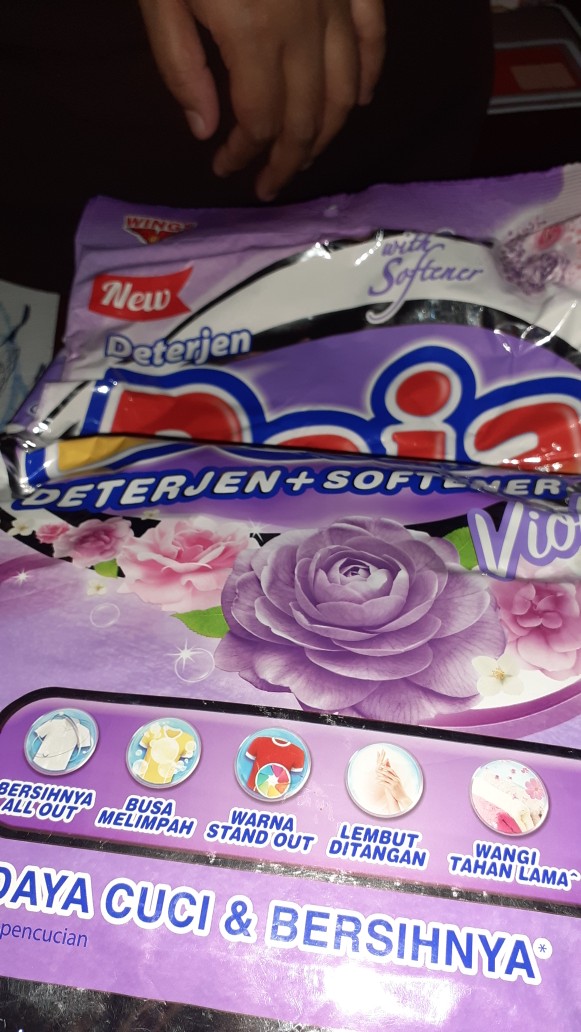 WINGS
New
with
Softener
Deterjen
DETERJEN + SOFTENER
BERSIHNYA
ALL OUT
BUSA
MELIMPAH
WARNA
STAND OUT
LEMBUT
DITANGAN
WANGI
TAHAN LAMA^
DAYA CUCI & BERSIHNYA*
pencucian